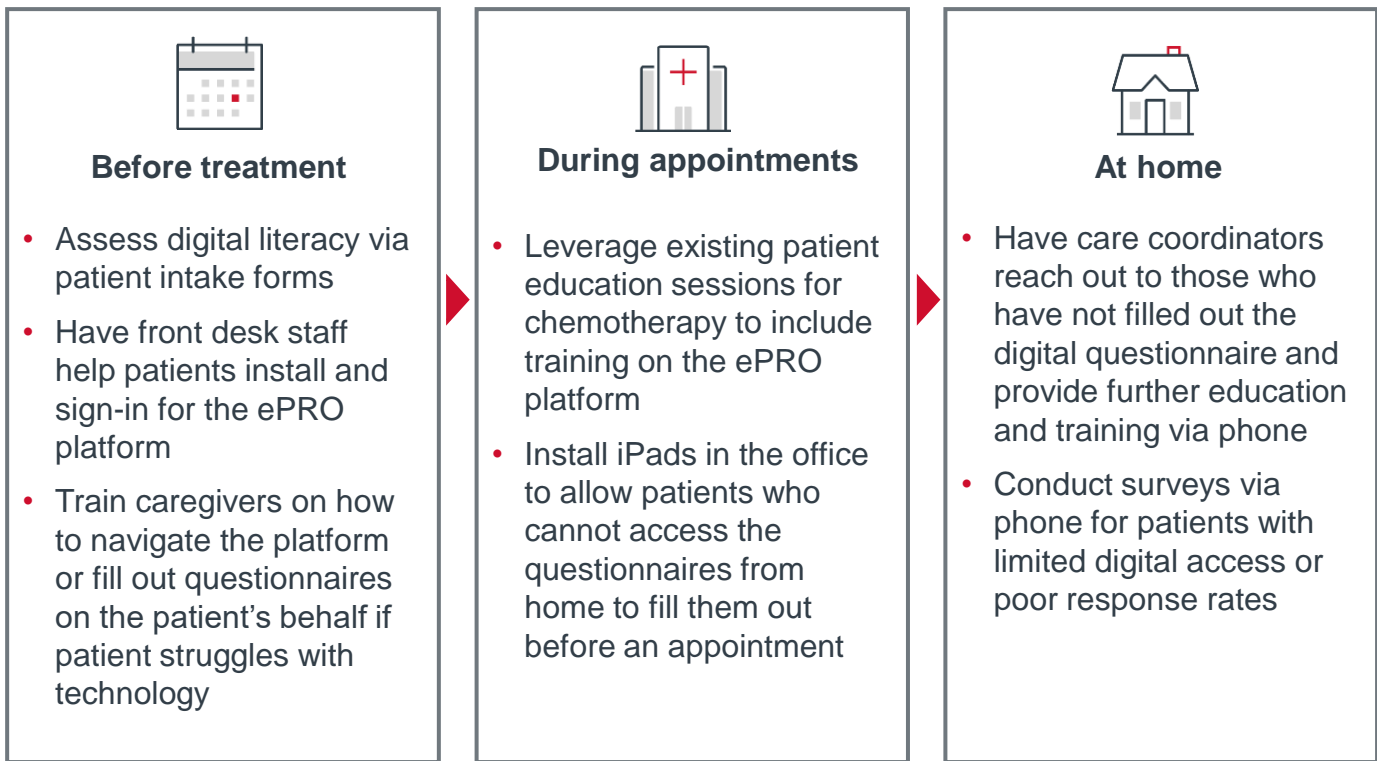 Before treatment
• Assess digital literacy via
patient intake forms
• Have front desk staff
help patients install and
sign-in for the ePRO
platform
• Train caregivers on how
to navigate the platform
or fill out questionnaires
on the patient’s behalf if
patient struggles with
technology
During appointments
• Leverage existing patient
education sessions for
chemotherapy to include
training on the ePRO
platform
• Install iPads in the office
to allow patients who
cannot access the
questionnaires from
home to fill them out
before an appointment
At home
• Have care coordinators
reach out to those who
have not filled out the
digital questionnaire and
provide further education
and training via phone
• Conduct surveys via
phone for patients with
limited digital access or
poor response rates